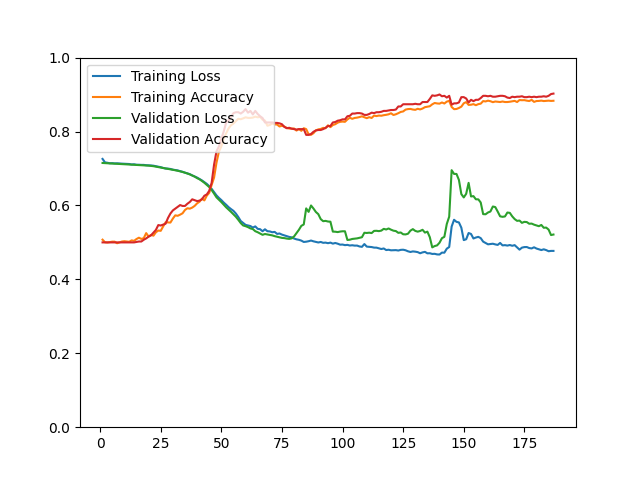 1.0
0.8
0.6
0.4
0.2
0.0
Training Loss
Training Accuracy
Validation Loss
Validation Accuracy
0 25 50 75 100 125 150 175